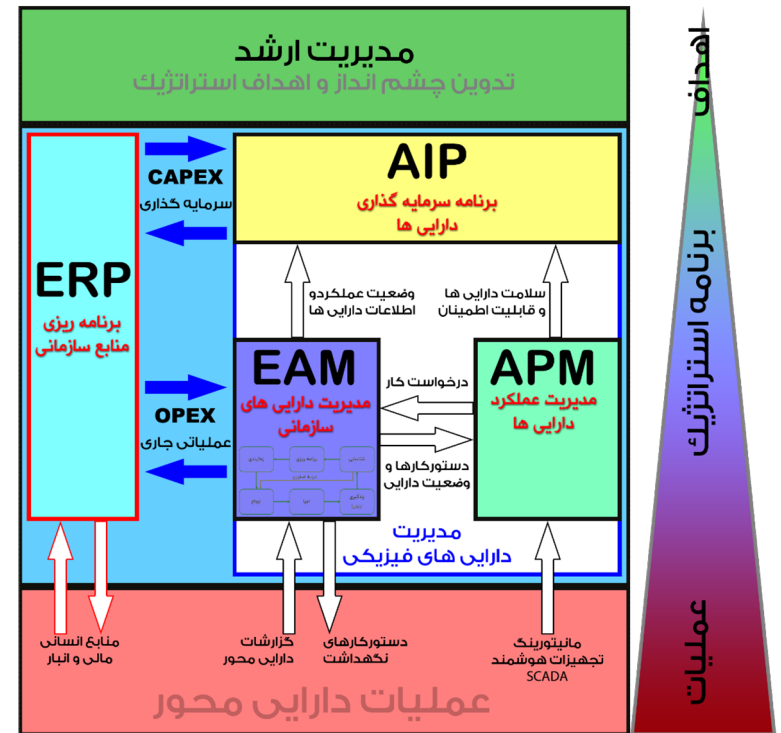 مدیریت ارشد
تدوین چشم انداز و اهداف استراتژیک
اهداف
برنامه استراتژیک
عملیات
AIP
برنامه سرمایه گذاری
دارایی ها
CAPEX
سرمایه گذاری
ERP
برنامه ریزی
منابع سازمانی
OPEX
عملیاتی جاری
سلامت دارایی ها
و قابلیت اطمینان
وضعیت عملکردو
اطلاعات دارایی ها
APM
مدیریت عملکرد
دارایی ها
EAM
مدیریت دارایی های
سازمانی
برنامه ریزی
اجرا
درخواست کار
دستورکارها و
وضعیت دارایی
مدیریت
دارایی های فیزیکی
مانیتورینگ
تجهیزات هوشمند
SCADA
دستورکارهای
نگهداشت
گزارشات
دارایی محور
منابع انسانی
مالی و انبار
عملیات دارایی محور